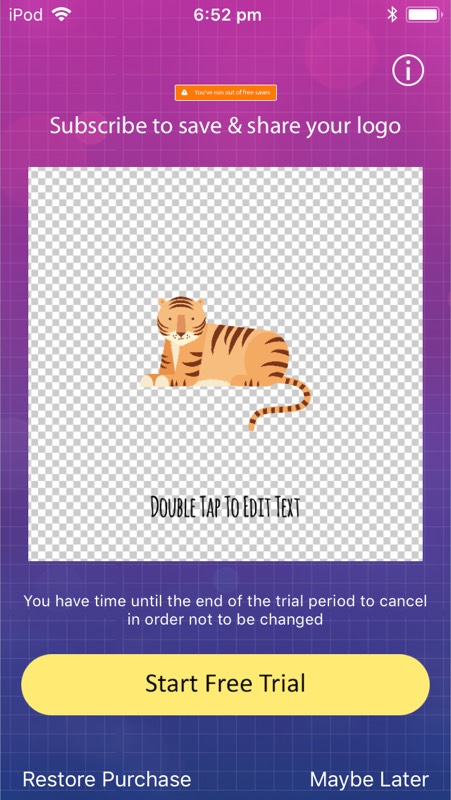 iPod 6:52 pm
You've run out of free saves
Subscribe to save & share your logo
Double Tap To Edit Text
You have time until the end of the trial period to cancel
in order not to be changed
Start Free Trial
Restore Purchase Maybe Later